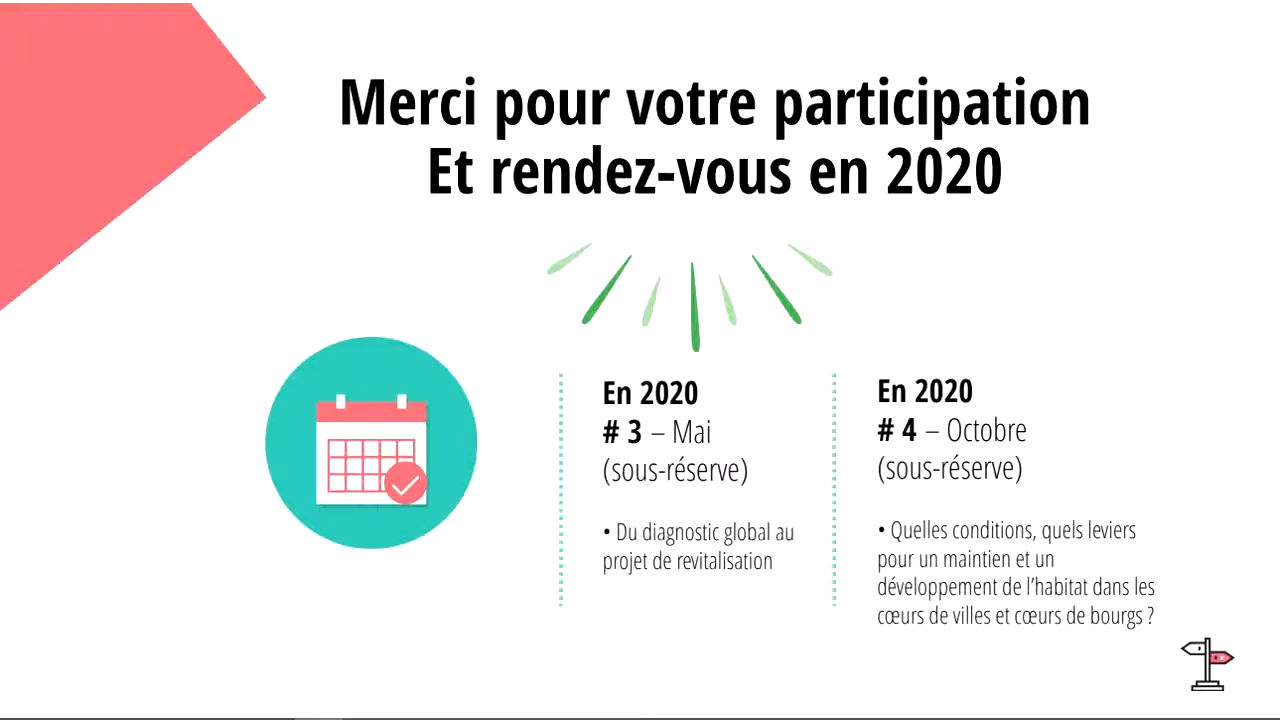 Merci pour votre participation
Et rendez-vous en 2020
En 2020
# 3 – Mai
(sous-réserve)
• Du diagnostic global au
projet de revitalisation
En 2020
# 4 – Octobre
(sous-réserve)
• Quelles conditions, quels leviers
pour un maintien et un
développement de l’habitat dans les
cœurs de villes et cœurs de bourgs ?